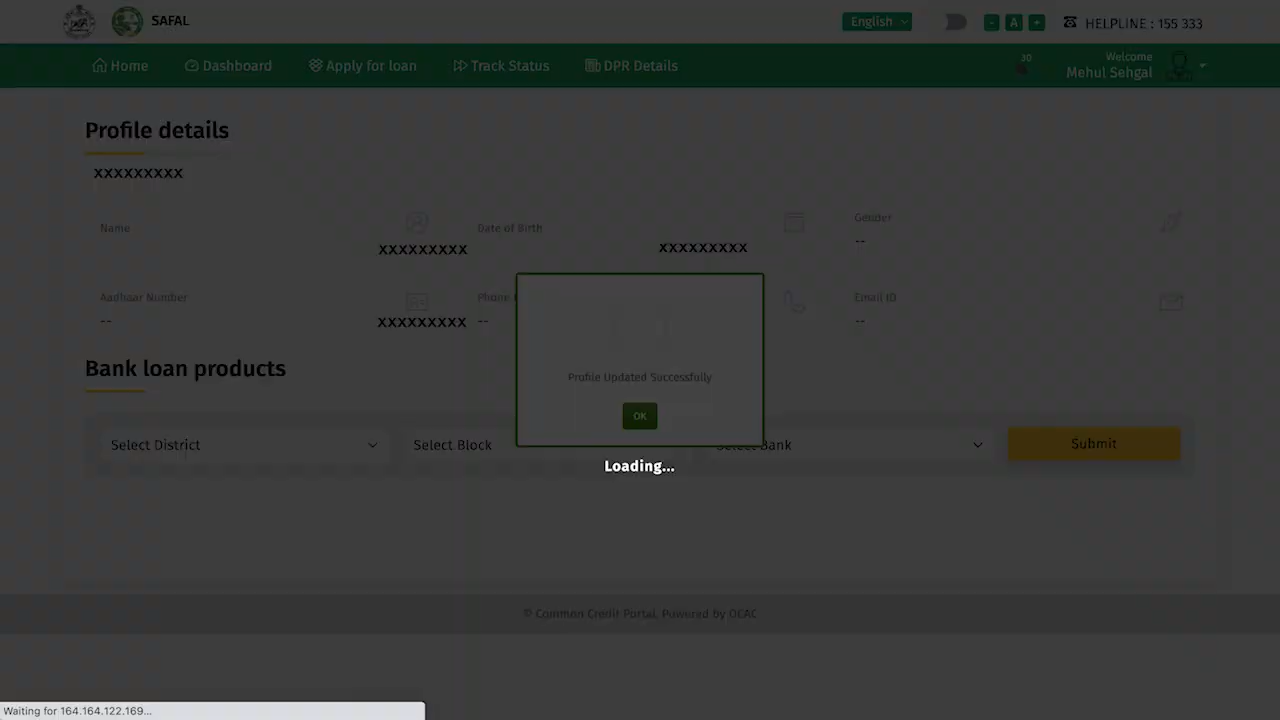 SAFAL
English
- A +
HELPLINE : 155 333
Home
Dashboard
Apply for loan
Track Status
DPR Details
30
Welcome
Mehul Sehgal
Profile details
XXXXXXXXX
Name
XXXXXXXXX
Date of Birth
XXXXXXXXX
Gender
--
Aadhaar Number
--
XXXXXXXXX
Phone
--
Email ID
--
Profile Updated Successfully
OK
Loading...
Bank loan products
Select District
Select Block
Select Bank
Submit
© Common Credit Portal, Powered by OCAC
Waiting for 164.164.122.169...